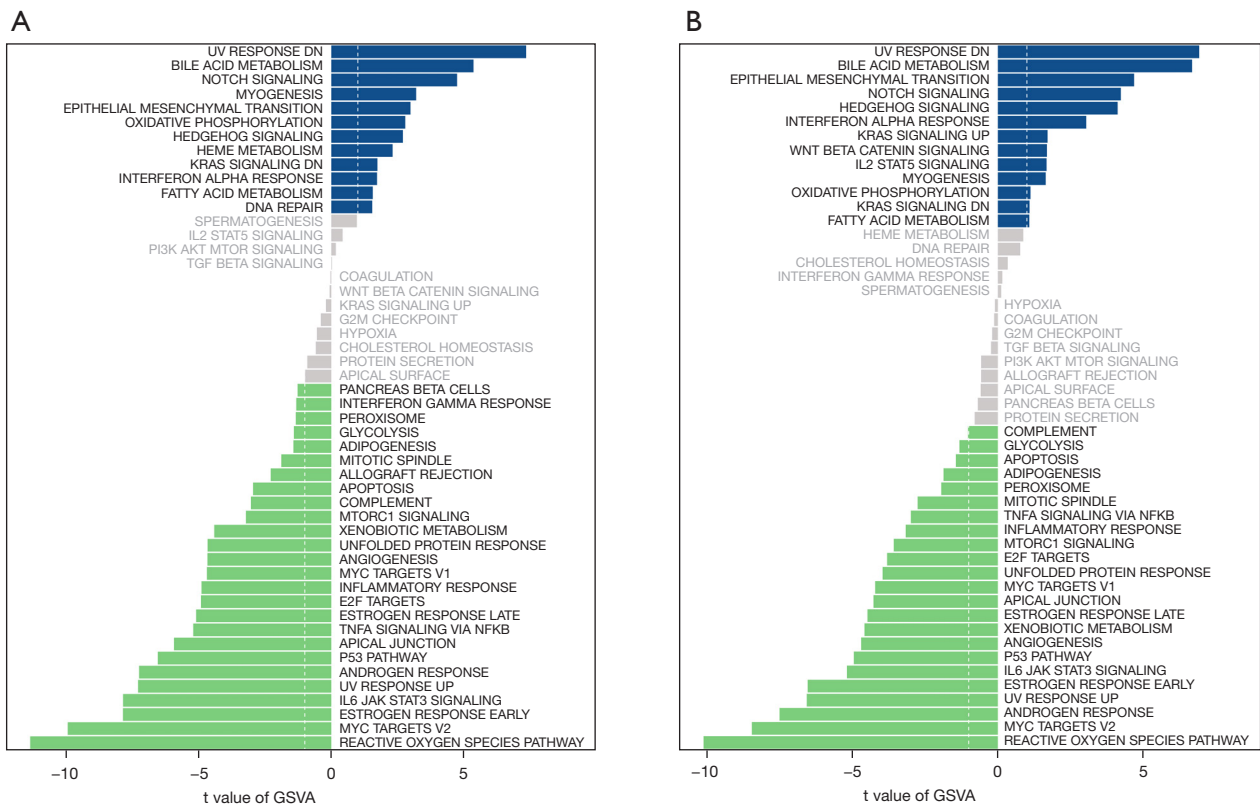 A
UV RESPONSE DN
BILE ACID METABOLISM
NOTCH SIGNALING
MYOGENESIS
EPITHELIAL MESENCHYMAL TRANSITION
OXIDATIVE PHOSPHORYLATION
HEDGEHOG SIGNALING
HEME METABOLISM
KRAS SIGNALING DN
INTERFERON ALPHA RESPONSE
FATTY ACID METABOLISM
DNA REPAIR
SPERMATOGENESIS
IL2 STAT5 SIGNALING
PI3K AKT MTOR SIGNALING
TGF BETA SIGNALING
COAGULATION
WNT BETA CATENIN SIGNALING
KRAS SIGNALING UP
G2M CHECKPOINT
HYPOXIA
CHOLESTEROL HOMEOSTASIS
PROTEIN SECRETION
APICAL SURFACE
PANCREAS BETA CELLS
INTERFERON GAMMA RESPONSE
PEROXISOME
GLYCOLYSIS
ADIPOGENESIS
MITOTIC SPINDLE
ALLOGRAFT REJECTION
APOPTOSIS
COMPLEMENT
MTORC1 SIGNALING
XENOBIOTIC METABOLISM
UNFOLDED PROTEIN RESPONSE
ANGIOGENESIS
MYC TARGETS V1
INFLAMMATORY RESPONSE
E2F TARGETS
ESTROGEN RESPONSE LATE
TNFA SIGNALING VIA NFKB
APICAL JUNCTION
P53 PATHWAY
ANDROGEN RESPONSE
UV RESPONSE UP
IL6 JAK STAT3 SIGNALING
ESTROGEN RESPONSE EARLY
MYC TARGETS V2
REACTIVE OXYGEN SPECIES PATHWAY
−10 −5 0 5
t value of GSVA
B
UV RESPONSE DN
BILE ACID METABOLISM
EPITHELIAL MESENCHYMAL TRANSITION
NOTCH SIGNALING
HEDGEHOG SIGNALING
INTERFERON ALPHA RESPONSE
KRAS SIGNALING UP
WNT BETA CATENIN SIGNALING
IL2 STAT5 SIGNALING
MYOGENESIS
OXIDATIVE PHOSPHORYLATION
KRAS SIGNALING DN
FATTY ACID METABOLISM
HEME METABOLISM
DNA REPAIR
CHOLESTEROL HOMEOSTASIS
INTERFERON GAMMA RESPONSE
SPERMATOGENESIS
HYPOXIA
COAGULATION
G2M CHECKPOINT
TGF BETA SIGNALING
PI3K AKT MTOR SIGNALING
ALLOGRAFT REJECTION
APICAL SURFACE
PANCREAS BETA CELLS
PROTEIN SECRETION
COMPLEMENT
GLYCOLYSIS
APOPTOSIS
ADIPOGENESIS
PEROXISOME
MITOTIC SPINDLE
TNFA SIGNALING VIA NFKB
INFLAMMATORY RESPONSE
MTORC1 SIGNALING
E2F TARGETS
UNFOLDED PROTEIN RESPONSE
MYC TARGETS V1
APICAL JUNCTION
ESTROGEN RESPONSE LATE
XENOBIOTIC METABOLISM
ANGIOGENESIS
P53 PATHWAY
IL6 JAK STAT3 SIGNALING
ESTROGEN RESPONSE EARLY
UV RESPONSE UP
ANDROGEN RESPONSE
MYC TARGETS V2
REACTIVE OXYGEN SPECIES PATHWAY
−10 −5 0 5
t value of GSVA